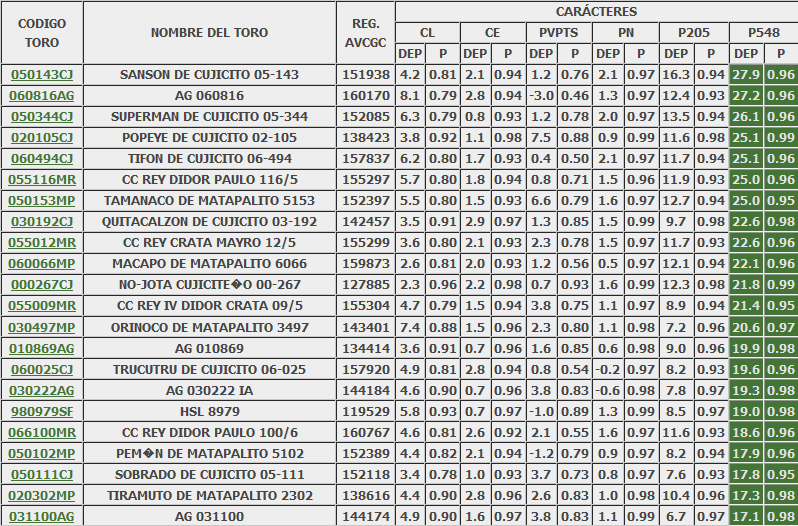 CODIGO TORO NOMBRE DEL TORO REG. AVCGC CARÁCTERES
CL CE PVPTS PN P205 P548
DEP P DEP P DEP P DEP P DEP P DEP P
050143CJ SANSON DE CUJICITO 05-143 151938 4.2 0.81 2.1 0.94 1.2 0.76 2.1 0.97 16.3 0.94 27.9 0.96
060816AG AG 060816 160170 8.1 0.79 2.8 0.94 -3.0 0.46 1.3 0.97 12.4 0.93 27.2 0.96
050344CJ SUPERMAN DE CUJICITO 05-344 152085 6.3 0.79 0.8 0.93 1.2 0.78 2.0 0.97 13.5 0.94 26.1 0.96
020105CJ POPEYE DE CUJICITO 02-105 138423 3.8 0.92 1.1 0.98 7.5 0.88 0.9 0.99 11.6 0.98 25.1 0.99
060494CJ TIFON DE CUJICITO 06-494 157837 6.2 0.80 1.7 0.93 0.4 0.50 2.1 0.97 11.7 0.94 25.1 0.96
055116MR CC REY DIDOR PAULO 116/5 155297 5.7 0.80 1.8 0.94 0.8 0.71 1.5 0.96 11.9 0.93 25.0 0.96
050153MP TAMANACO DE MATAPALITO 5153 152397 5.5 0.80 1.5 0.93 6.6 0.79 1.6 0.97 12.7 0.94 25.0 0.95
030192CJ QUITACALZON DE CUJICITO 03-192 142457 3.5 0.91 2.9 0.97 1.3 0.85 1.5 0.99 9.7 0.98 22.6 0.98
055012MR CC REY CRATA MAYRO 12/5 155299 3.6 0.80 2.1 0.93 2.3 0.78 1.5 0.97 11.7 0.93 22.6 0.96
060066MP MACAPO DE MATAPALITO 6066 159873 2.6 0.81 2.0 0.93 1.2 0.56 0.5 0.97 12.1 0.94 22.1 0.96
000267CJ NO-JOTA CUJICITE�O 00-267 127885 2.3 0.96 2.2 0.98 0.7 0.93 1.6 0.99 12.3 0.98 21.8 0.99
055009MR CC REY IV DIDOR CRATA 09/5 155304 4.7 0.79 1.5 0.94 3.8 0.75 1.1 0.97 8.9 0.94 21.4 0.95
030497MP ORINOCO DE MATAPALITO 3497 143401 7.4 0.88 1.5 0.96 2.3 0.80 1.1 0.98 7.2 0.96 20.6 0.97
010869AG AG 010869 134414 3.6 0.91 0.7 0.96 1.6 0.85 0.6 0.98 9.0 0.96 19.9 0.98
060025CJ TRUCUTRU DE CUJICITO 06-025 157920 4.9 0.81 2.8 0.94 0.8 0.54 -0.2 0.97 8.2 0.93 19.6 0.96
030222AG AG 030222 IA 144184 4.6 0.90 0.7 0.96 3.8 0.83 -0.6 0.98 7.8 0.97 19.3 0.98
980979SF HSL 8979 119529 5.8 0.93 0.7 0.97 -1.0 0.89 1.3 0.99 8.5 0.97 19.0 0.98
066100MR CC REY DIDOR PAULO 100/6 160767 4.6 0.81 2.6 0.92 2.1 0.55 1.6 0.97 11.6 0.93 18.6 0.96
050102MP PEM�N DE MATAPALITO 5102 152389 4.4 0.82 2.1 0.94 -1.2 0.79 0.9 0.97 8.2 0.94 17.9 0.96
050111CJ SOBRADO DE CUJICITO 05-111 152118 3.4 0.78 1.0 0.93 3.7 0.73 0.8 0.97 7.6 0.93 17.8 0.95
020302MP TIRAMUTO DE MATAPALITO 2302 138616 4.4 0.90 2.8 0.96 2.6 0.83 1.0 0.98 10.4 0.96 17.3 0.98
031100AG AG 031100 144174 4.9 0.90 1.6 0.97 3.8 0.83 1.1 0.99 6.7 0.97 17.1 0.98